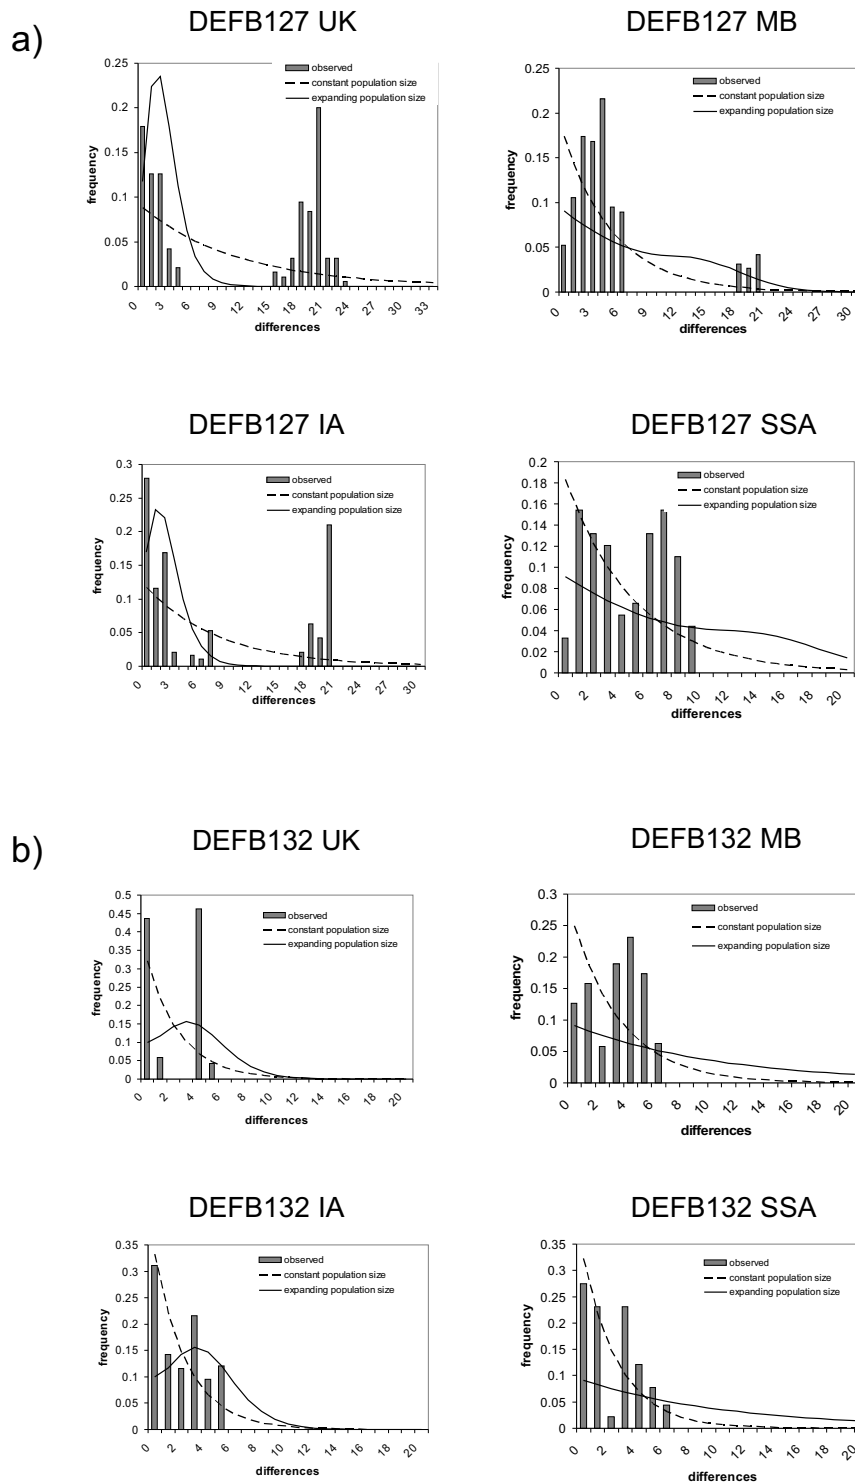 a)
DEFB127 UK
DEFB127 MB
0.25
0.2
0.15
0.1
0.05
0
frequency
observed
constant population size
expanding population size
0 3 6 9 12 15 18 21 24 27 30 33
differences
0.25
0.2
0.15
0.1
0.05
0
frequency
observed
constant population size
expanding population size
0 3 6 9 12 15 18 21 24 27 30
differences
DEFB127 IA
DEFB127 SSA
0.3
0.25
0.2
0.15
0.1
0.05
0
frequency
observed
constant population size
expanding population size
0 3 6 9 12 15 18 21 24 27 30
differences
0.2
0.18
0.16
0.14
0.12
0.1
0.08
0.06
0.04
0.02
0
frequency
observed
constant population size
expanding population size
0 2 4 6 8 10 12 14 16 18 20
differences
b)
DEFB132 UK
DEFB132 MB
0.5
0.45
0.4
0.35
0.3
0.25
0.2
0.15
0.1
0.05
0
frequency
observed
constant population size
expanding population size
0 2 4 6 8 10 12 14 16 18 20
differences
0.3
0.25
0.2
0.15
0.1
0.05
0
frequency
observed
constant population size
expanding population size
0 2 4 6 8 10 12 14 16 18 20
differences
DEFB132 IA
DEFB132 SSA
0.35
0.3
0.25
0.2
0.15
0.1
0.05
0
frequency
observed
constant population size
expanding population size
0 2 4 6 8 10 12 14 16 18 20
differences
0.35
0.3
0.25
0.2
0.15
0.1
0.05
0
frequency
observed
constant population size
expanding population size
0 2 4 6 8 10 12 14 16 18 20
differences